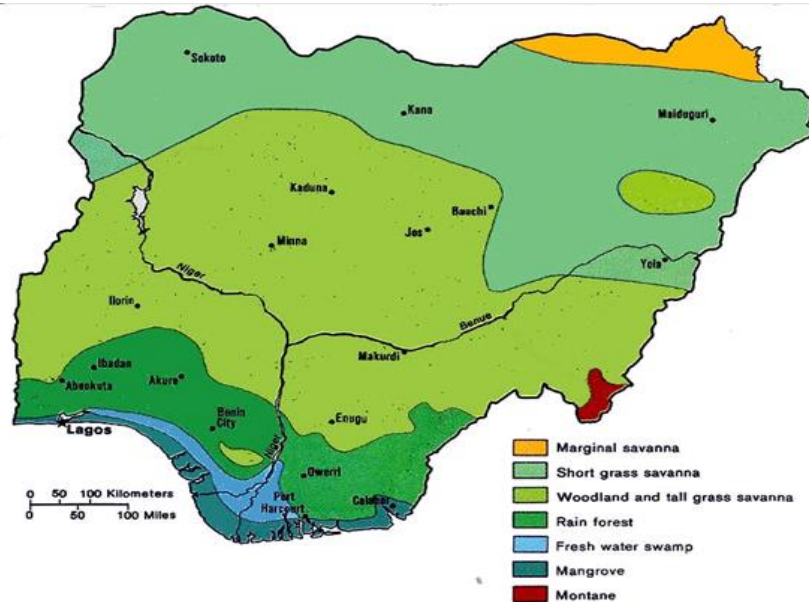 Sokoto
Kana
Maiduguri
Kaduna
Bauchi
Jos
Minna
Yola
Niger
Ilorin
Benue
Makurdi
Ibadan
Abeokuta
Akure
Benin
City
Enugu
Lagos
Niger
Owerri
Port
Harcourt
Calabar
0 50 100 Kilometers
0 50 100 Miles
Marginal savanna
Short grass savanna
Woodland and tall grass savanna
Rain forest
Fresh water swamp
Mangrove
Montane